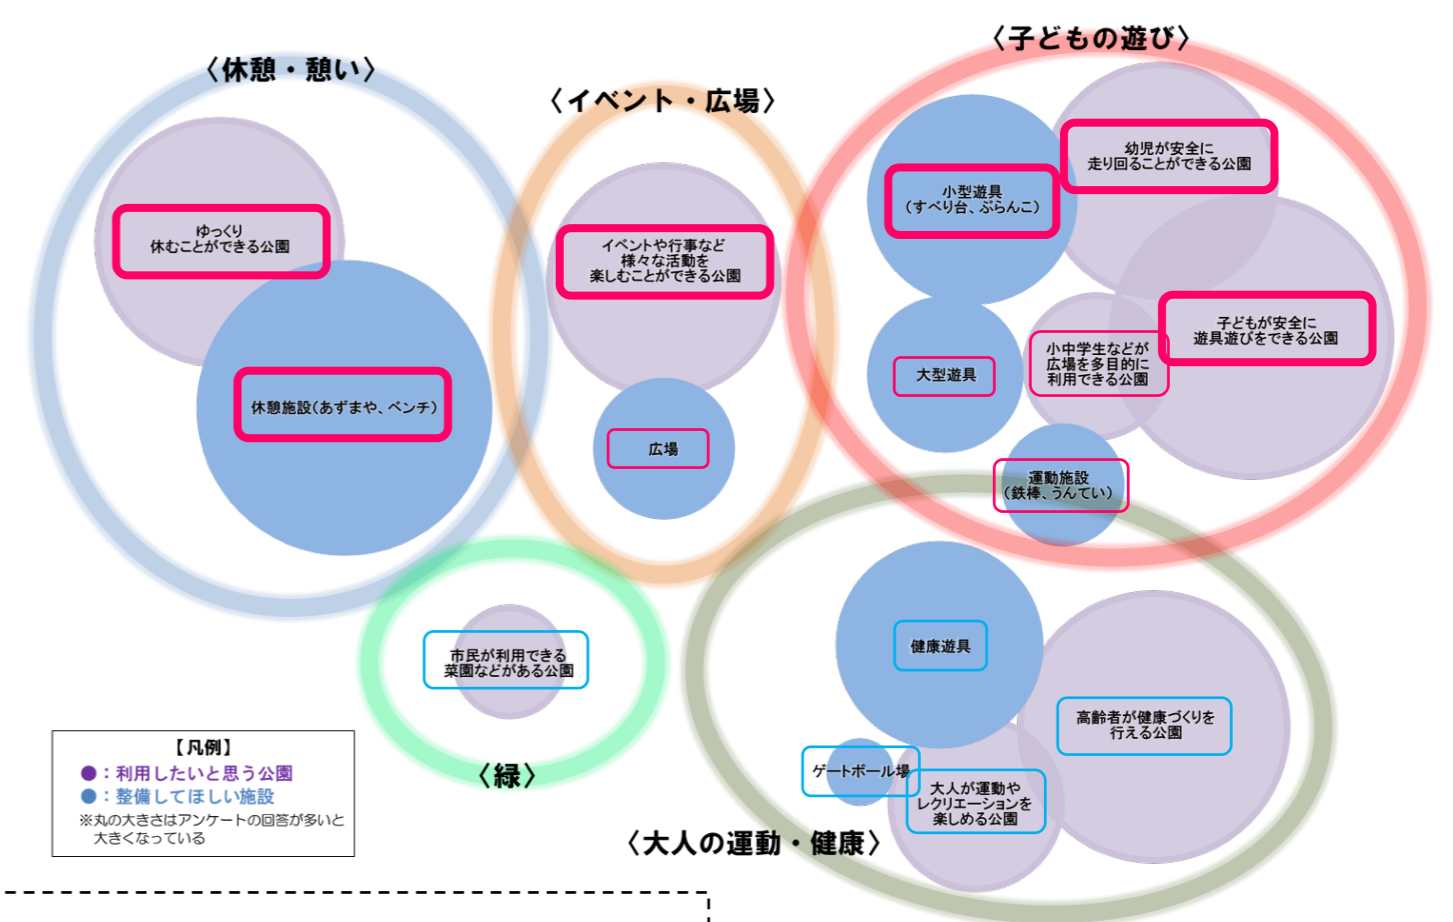 〈休憩・憩い〉
ゆっくり
休むことができる公園
休憩施設(あずまや、ベンチ)
〈イベント・広場〉
イベントや行事など
様々な活動を
楽しむことができる公園
広場
〈子どもの遊び〉
幼児が安全に
走り回ることができる公園
小型遊具
(すべり台、ぶらんこ)
子どもが安全に
遊具遊びをできる公園
小中学生などが
広場を多目的に
利用できる公園
大型遊具
運動施設
(鉄棒、うんてい)
市民が利用できる
菜園などがある公園
〈緑〉
健康遊具
高齢者が健康づくりを
行える公園
ゲートボール場
大人が運動や
レクリエーションを
楽しめる公園
〈大人の運動・健康〉
【凡例】
●：利用したいと思う公園
●：整備してほしい施設
※丸の大きさはアンケートの回答が多いと
大きくなっている